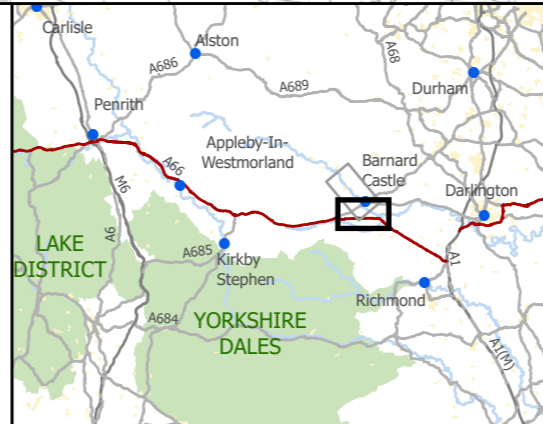 Carlisle
Alston
A686
A689
A68
Durham
Penrith
Appleby-In-
Westmorland
A66
Barnard
Castle
Darlington
M6
A6
LAKE
DISTRICT
A685
Kirkby
Stephen
A1
Richmond
A684
YORKSHIRE
DALES
A1(M)